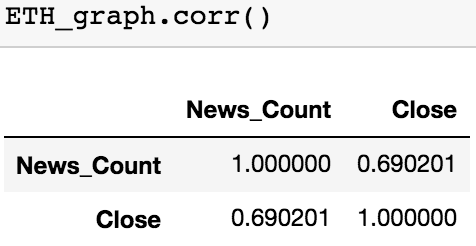 ETH_graph.corr()
News_Count Close
News_Count 1.000000 0.690201
Close 0.690201 1.000000